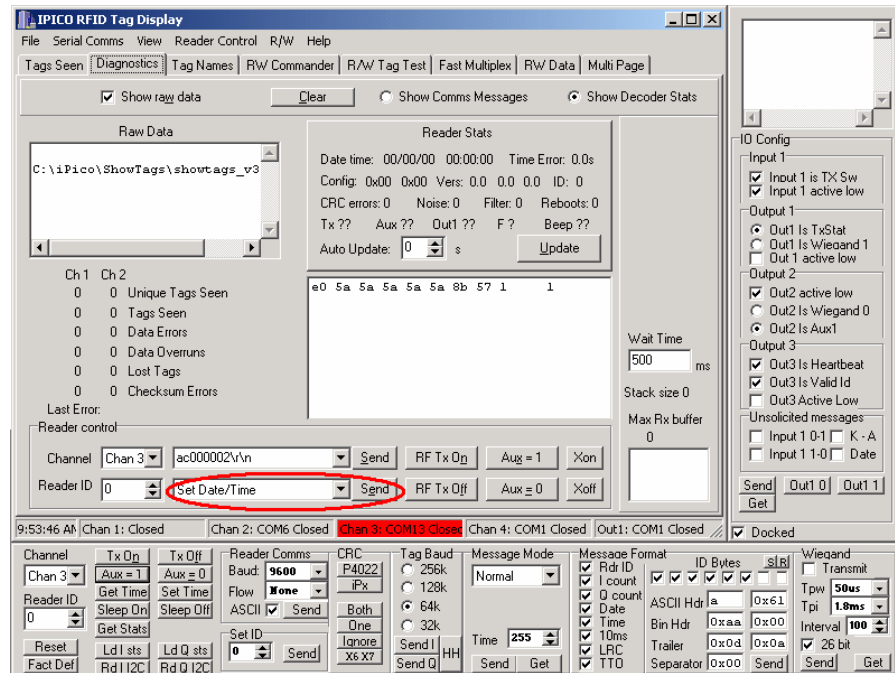 IPICO RFID Tag Display
File Serial Comms View Reader Control R/W Help
Tags Seen Diagnostics Tag Names RW Commander R/W Tag Test Fast Multiplex RW Data Multi Page
Show raw data Clear Show Comms Messages Show Decoder Stats
Raw Data
C:\iPico\ShowTags\showtags_v3
Reader Stats
Date time: 00/00/00 00:00:00 Time Error: 0.0s
Config: 0x00 0x00 Vers: 0.0 0.0 0.0 ID: 0
CRC errors: 0 Noise: 0 Filter: 0 Reboots: 0
Tx ?? Aux ?? Out1 ?? F ? Beep ??
Auto Update: 0 s Update
Ch 1 Ch 2
0 0 Unique Tags Seen
0 0 Tags Seen
0 0 Data Errors
0 0 Data Overruns
0 0 Lost Tags
0 0 Checksum Errors
Last Error:
e0 5a 5a 5a 5a 5a 8b 57 1 1
Wait Time
500 ms
Stack size 0
Max Rx buffer
0
Reader control
Channel Chan 3 ac000002\r\n Send RF Tx On Aux = 1 Xon
Reader ID 0 Set Date/Time Send RF Tx Off Aux = 0 Xoff
9:53:46 AM Chan 1: Closed Chan 2: COM6 Closed Chan 3: COM13 Closed Chan 4: COM1 Closed Out1: COM1 Closed
IO Config
Input 1
Input 1 is TX Sw
Input 1 active low
Output 1
Out1 Is TxStat
Out1 Is Wiegand 1
Out 1 active low
Output 2
Out2 active low
Out2 Is Wiegand 0
Out2 Is Aux1
Output 3
Out3 Is Heartbeat
Out3 Is Valid Id
Out3 Active Low
Unsolicited messages
Input 1 0-1 K - A
Input 1 1-0 Date
Send Out1 0 Out1 1
Get
Docked
Channel
Chan 3
Reader ID
0
Reset
Fact Def
Tx On Tx Off
Aux = 1 Aux = 0
Get Time Set Time
Sleep On Sleep Off
Get Stats
Ld I sts Ld Q sts
Rd I I2C Rd Q I2C
Reader Comms
Baud: 9600
Flow None
ASCII Send
Set ID
0 Send
CRC
P4022
iPx
Both
One
Ignore
X6 X7
Tag Baud
256k
128k
64k
32k
Send I
Send Q
HH
Message Mode
Normal
Time 255
Send Get
Message Format
Rdr ID
I count
Q count
Date
Time
10ms
LRC
TTO
ID Bytes S R
ASCII Hdr a 0x61
Bin Hdr 0xaa 0x00
Trailer 0x0d 0x0a
Separator 0x00 Send
Wiegand
Transmit
Tpw 50us
Tpi 1.8ms
Interval 100
26 bit
Send Get